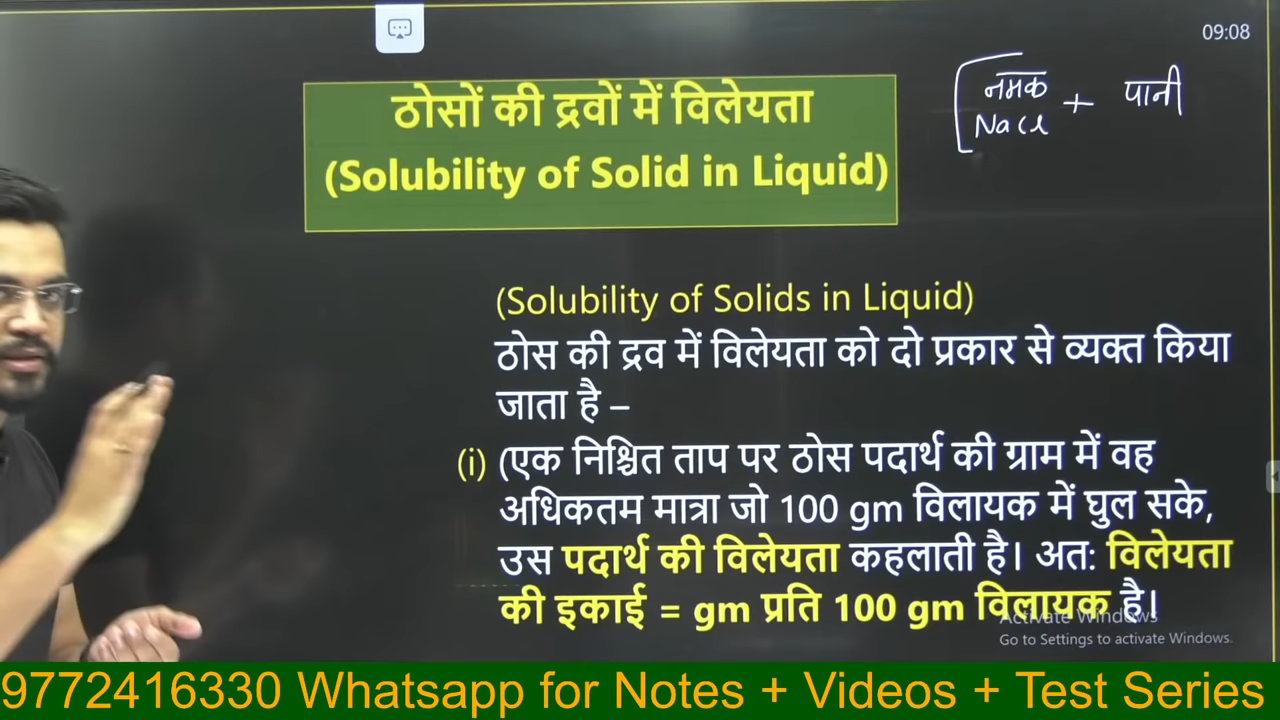 09:08
ठोसों की द्रवों में विलेयता
(Solubility of Solid in Liquid)
नमक + पानी
NaCl
(Solubility of Solids in Liquid)
ठोस की द्रव में विलेयता को दो प्रकार से व्यक्त किया
जाता है –
(i) (एक निश्चित ताप पर ठोस पदार्थ की ग्राम में वह
अधिकतम मात्रा जो 100 gm विलायक में घुल सके,
उस पदार्थ की विलेयता कहलाती है। अत: विलेयता
की इकाई = gm प्रति 100 gm विलायक है।
Activate Windows
Go to Settings to activate Windows.
9772416330 Whatsapp for Notes + Videos + Test Series